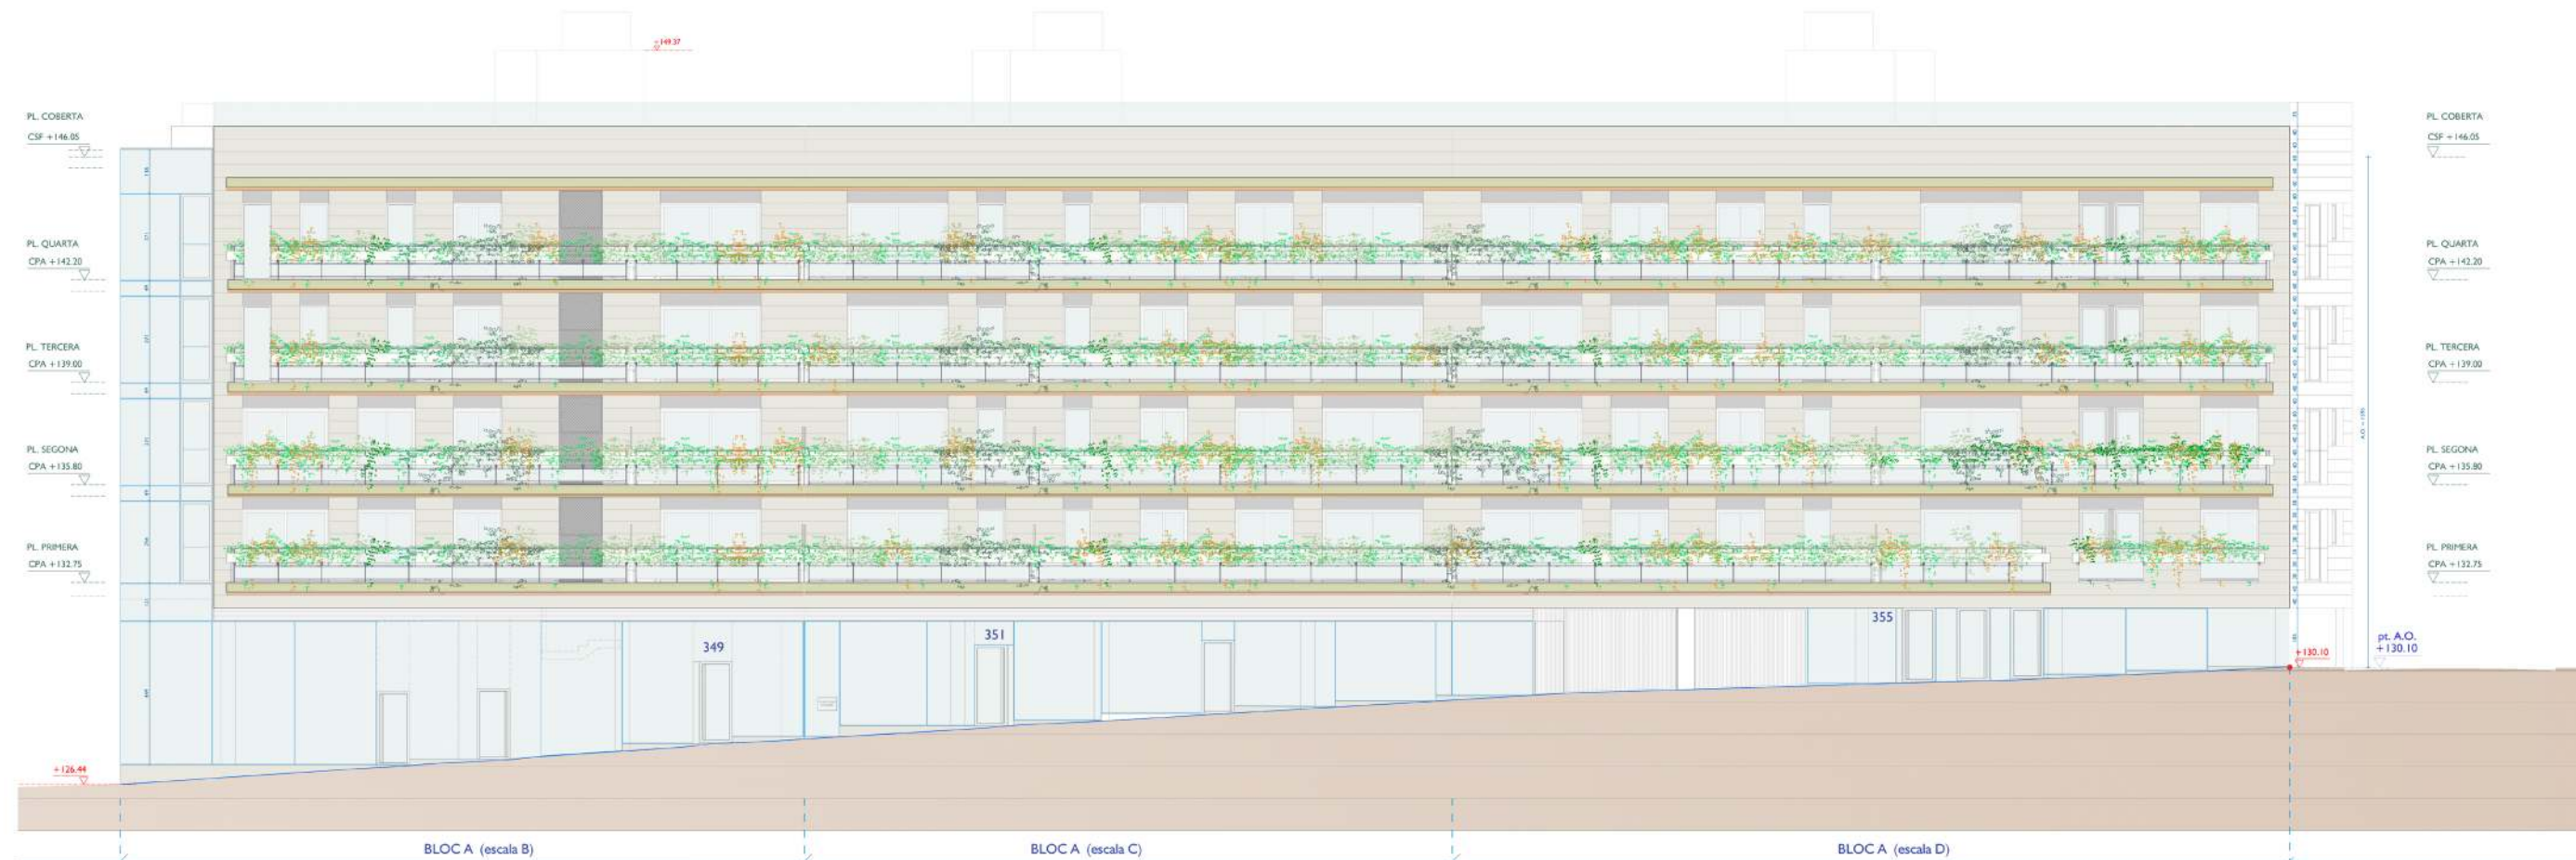 +149.37
PL. COBERTA
CSF +146.05
PL. QUARTA
CPA +142.20
PL. TERCERA
CPA +139.00
PL. SEGONA
CPA +135.80
PL. PRIMERA
CPA +132.75
+126.44
349
351
355
PL. COBERTA
CSF +146.05
PL. QUARTA
CPA +142.20
PL. TERCERA
CPA +139.00
PL. SEGONA
CPA +135.80
PL. PRIMERA
CPA +132.75
+130.10
pt. A.O.
+130.10
BLOC A (escala B)
BLOC A (escala C)
BLOC A (escala D)